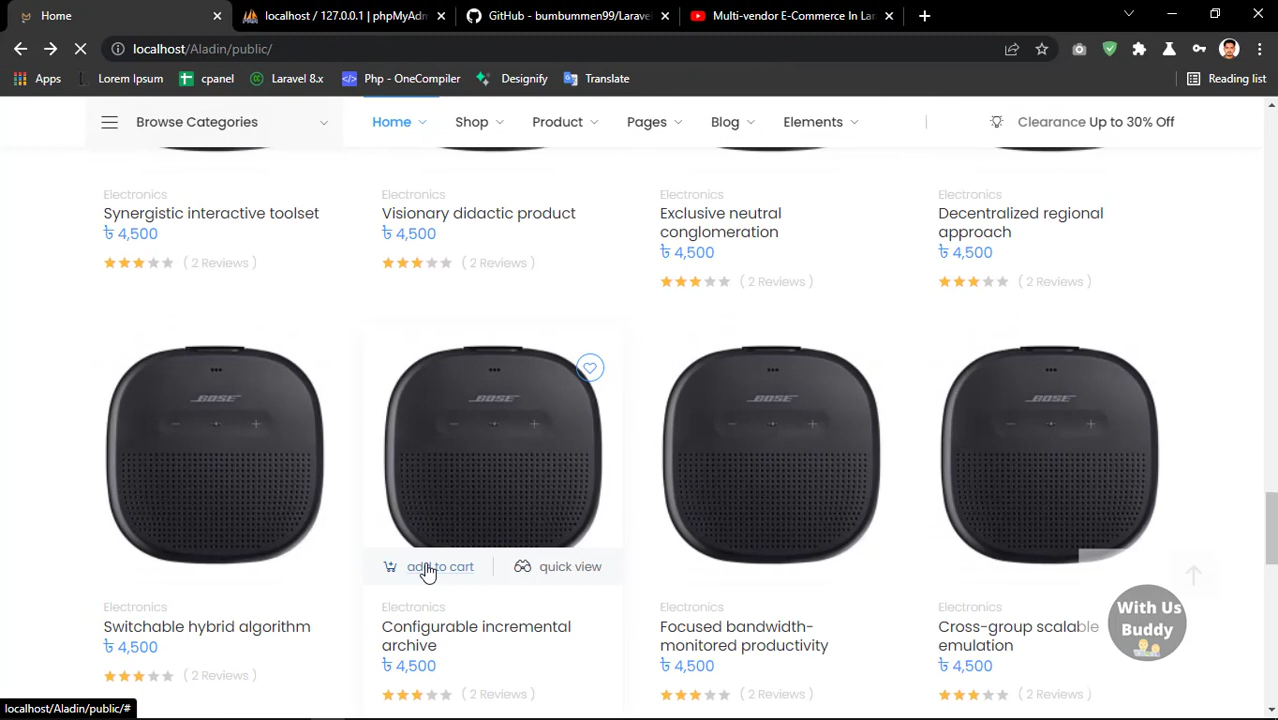 Home
localhost / 127.0.0.1 | phpMyAdm
GitHub - bumbummen99/Larave
Multi-vendor E-Commerce In Lar
localhost/Aladin/public/
Apps
Lorem Ipsum
cpanel
Laravel 8.x
Php - OneCompiler
Designify
Translate
Reading list
Browse Categories
Home
Shop
Product
Pages
Blog
Elements
Clearance Up to 30% Off
Electronics
Synergistic interactive toolset
৳ 4,500
( 2 Reviews )
Electronics
Visionary didactic product
৳ 4,500
( 2 Reviews )
Electronics
Exclusive neutral
conglomeration
৳ 4,500
( 2 Reviews )
Electronics
Decentralized regional
approach
৳ 4,500
( 2 Reviews )
BOSE
Electronics
Switchable hybrid algorithm
৳ 4,500
( 2 Reviews )
BOSE
add to cart
quick view
Electronics
Configurable incremental
archive
৳ 4,500
( 2 Reviews )
BOSE
Electronics
Focused bandwidth-
monitored productivity
৳ 4,500
( 2 Reviews )
BOSE
Electronics
Cross-group scalable
emulation
৳ 4,500
( 2 Reviews )
With Us
Buddy
localhost/Aladin/public/#